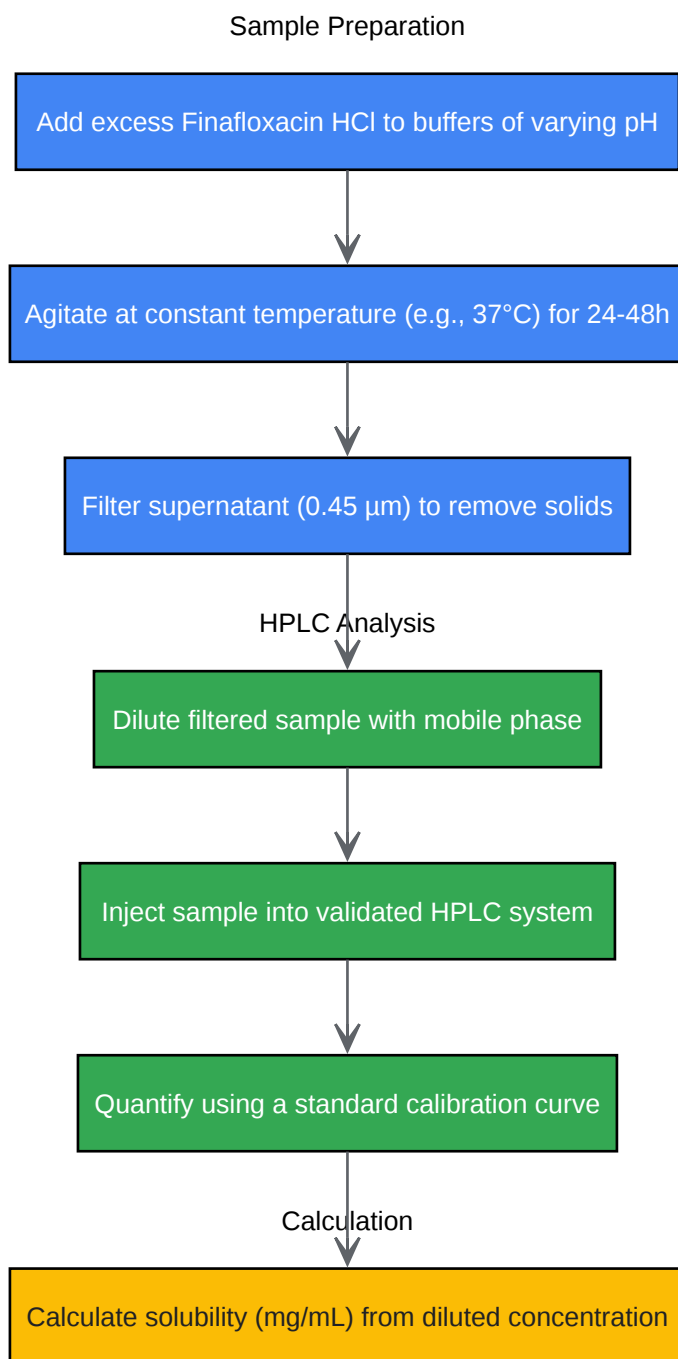 Sample Preparation
Add excess Finafloxacin HCl to buffers of varying pH
Agitate at constant temperature (e.g., 37°C) for 24-48h
Filter supernatant (0.45 µm) to remove solids
HPLC Analysis
Dilute filtered sample with mobile phase
Inject sample into validated HPLC system
Quantify using a standard calibration curve
Calculation
Calculate solubility (mg/mL) from diluted concentration